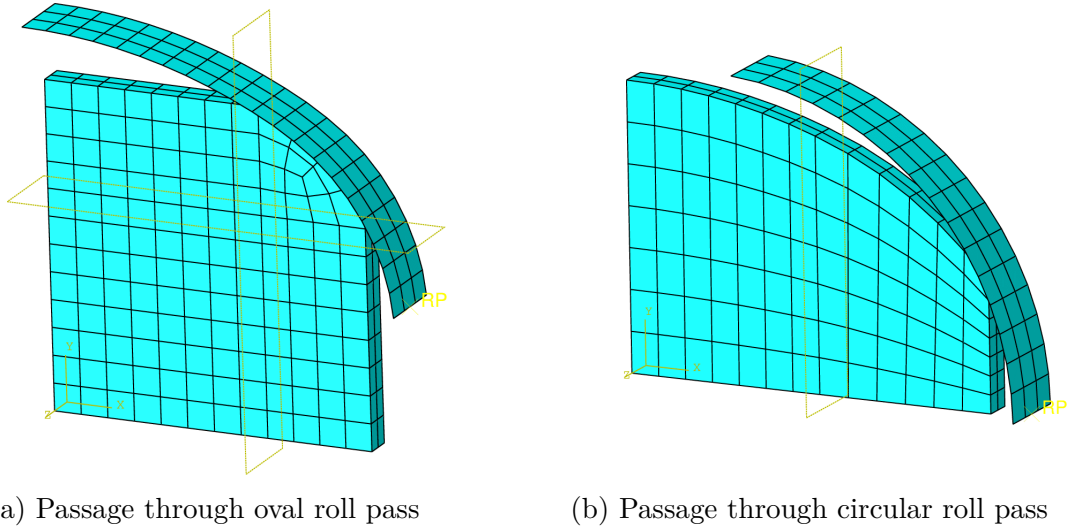 RP
Y
X
Z
RP
Y
X
Z
a) Passage through oval roll pass
(b) Passage through circular roll pass